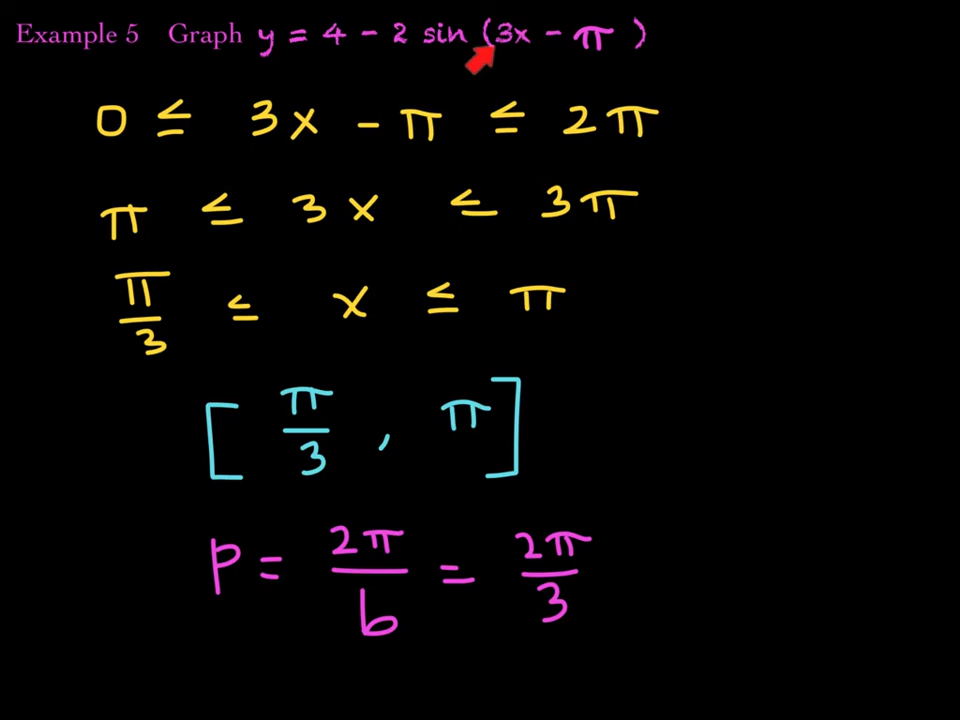 Example 5 Graph y = 4 - 2 sin (3x - π)
0 ≤ 3x - π ≤ 2π
π ≤ 3x ≤ 3π
π/3 ≤ x ≤ π
[π/3, π]
P = 2π/b = 2π/3